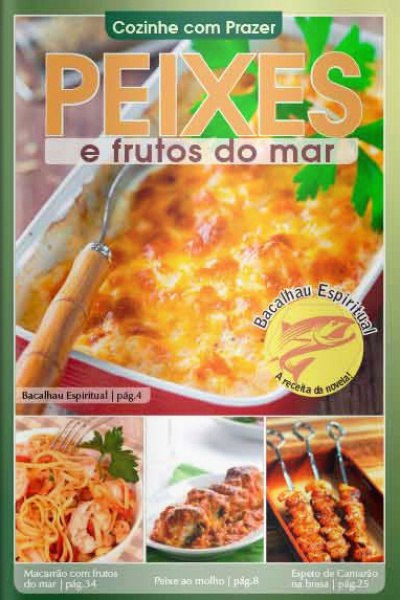 Cozinhe com Prazer
PEIXES
e frutos do mar
Bacalhau Espiritual
A receita da novela!
Bacalhau Espiritual | pág.4
Macarrão com frutos
do mar | pág.34
Peixe ao molho | pág.8
Espeto de Camarão
na brasa | pág.25